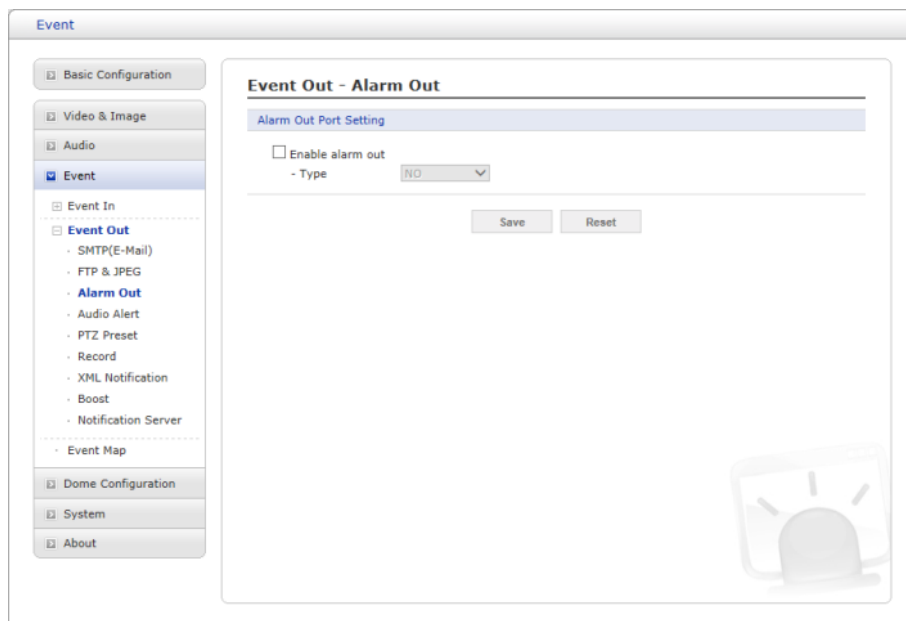 Event
Basic Configuration
Video & Image
Audio
Event
Event In
Event Out
SMTP(E-Mail)
FTP & JPEG
Alarm Out
Audio Alert
PTZ Preset
Record
XML Notification
Boost
Notification Server
Event Map
Dome Configuration
System
About
Event Out - Alarm Out
Alarm Out Port Setting
Enable alarm out
- Type NO
Save Reset